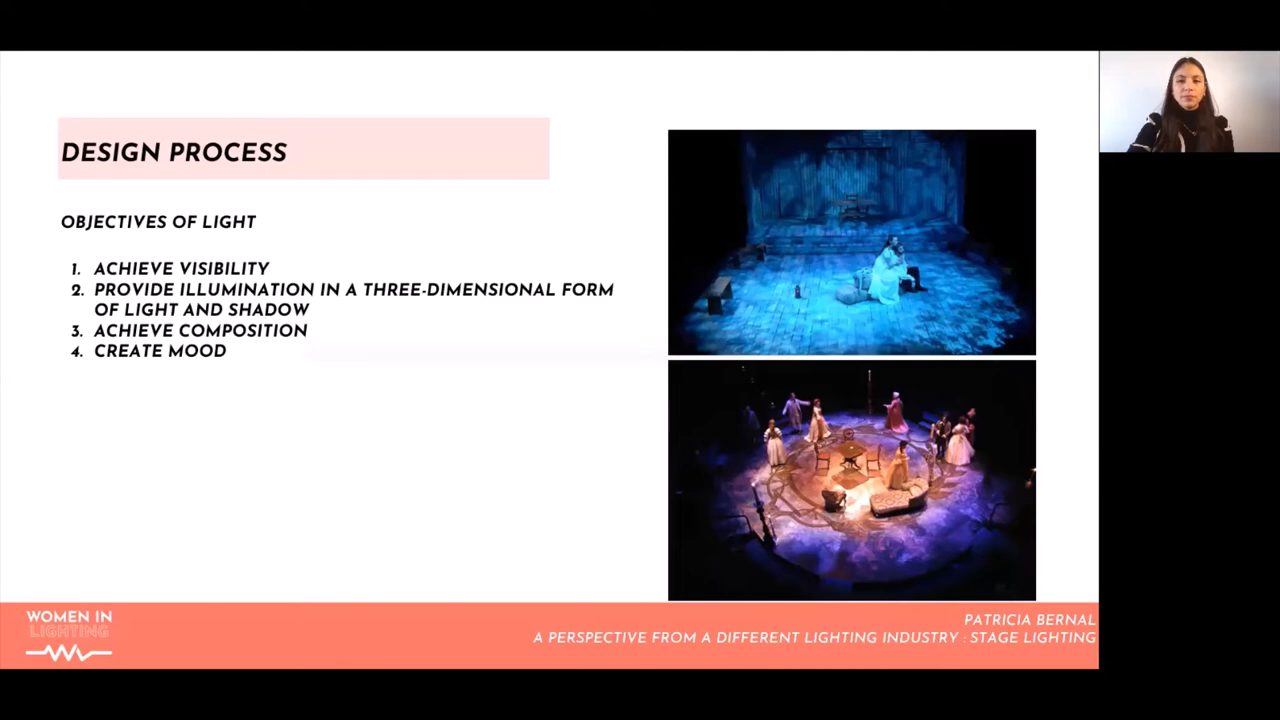 DESIGN PROCESS
OBJECTIVES OF LIGHT
1. ACHIEVE VISIBILITY
2. PROVIDE ILLUMINATION IN A THREE-DIMENSIONAL FORM
OF LIGHT AND SHADOW
3. ACHIEVE COMPOSITION
4. CREATE MOOD
WOMEN IN
LIGHTING
PATRICIA BERNAL
A PERSPECTIVE FROM A DIFFERENT LIGHTING INDUSTRY : STAGE LIGHTING